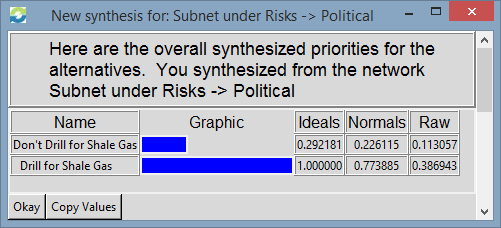 New synthesis for: Subnet under Risks -> Political
Here are the overall synthesized priorities for the
alternatives.  You synthesized from the network
Subnet under Risks -> Political
Name Graphic Ideals Normals Raw
Don't Drill for Shale Gas 0.292181 0.226115 0.113057
Drill for Shale Gas 1.000000 0.773885 0.386943
Okay Copy Values